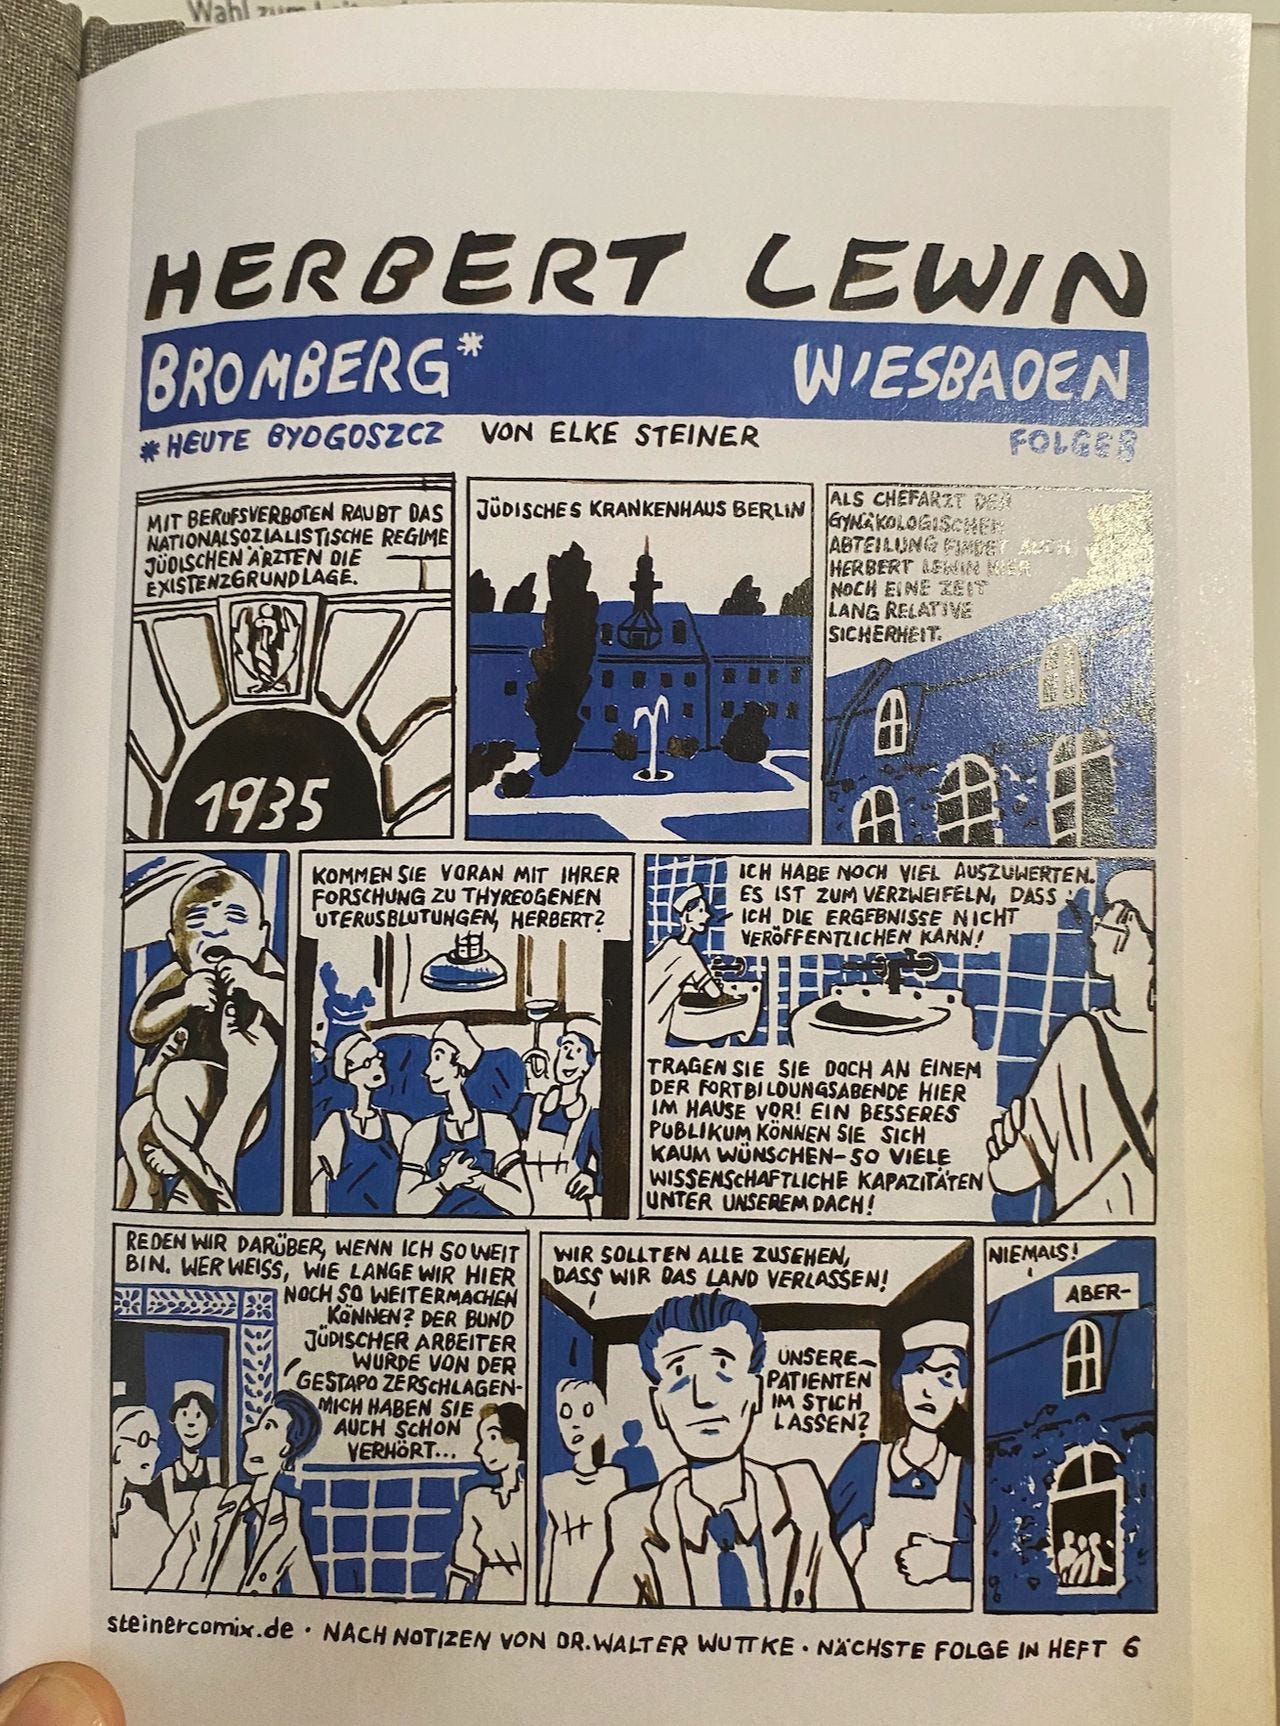 Wahl zum
HERBERT LEWIN
BROMBERG* WIESBADEN
*HEUTE BYDGOSZCZ VON ELKE STEINER FOLGE 3
MIT BERUFSVERBOTEN RAUBT DAS
NATIONALSOZIALISTISCHE REGIME
JÜDISCHEN ÄRZTEN DIE
EXISTENZGRUNDLAGE.
1935
JÜDISCHES KRANKENHAUS BERLIN
ALS CHEFARZT DER
GYNÄKOLOGISCHEN
ABTEILUNG FINDET AUCH
HERBERT LEWIN HIER
NOCH EINE ZEIT
LANG RELATIVE
SICHERHEIT.
KOMMEN SIE VORAN MIT IHRER
FORSCHUNG ZU THYREOGENEN
UTERUSBLUTUNGEN, HERBERT?
ICH HABE NOCH VIEL AUSZUWERTEN.
ES IST ZUM VERZWEIFELN, DASS
ICH DIE ERGEBNISSE NICHT
VERÖFFENTLICHEN KANN!
TRAGEN SIE SIE DOCH AN EINEM
DER FORTBILDUNGSABENDE HIER
IM HAUSE VOR! EIN BESSERES
PUBLIKUM KÖNNEN SIE SICH
KAUM WÜNSCHEN- SO VIELE
WISSENSCHAFTLICHE KAPAZITÄTEN
UNTER UNSEREM DACH!
REDEN WIR DARÜBER, WENN ICH SO WEIT
BIN. WER WEISS, WIE LANGE WIR HIER
NOCH SO WEITERMACHEN
KÖNNEN? DER BUND
JÜDISCHER ARBEITER
WURDE VON DER
GESTAPO ZERSCHLAGEN-
MICH HABEN SIE
AUCH SCHON
VERHÖRT...
WIR SOLLTEN ALLE ZUSEHEN,
DASS WIR DAS LAND VERLASSEN!
UNSERE
PATIENTEN
IM STICH
LASSEN?
NIEMALS!
ABER-
steinercomix.de · NACH NOTIZEN VON DR. WALTER WUTTKE · NÄCHSTE FOLGE IN HEFT 6